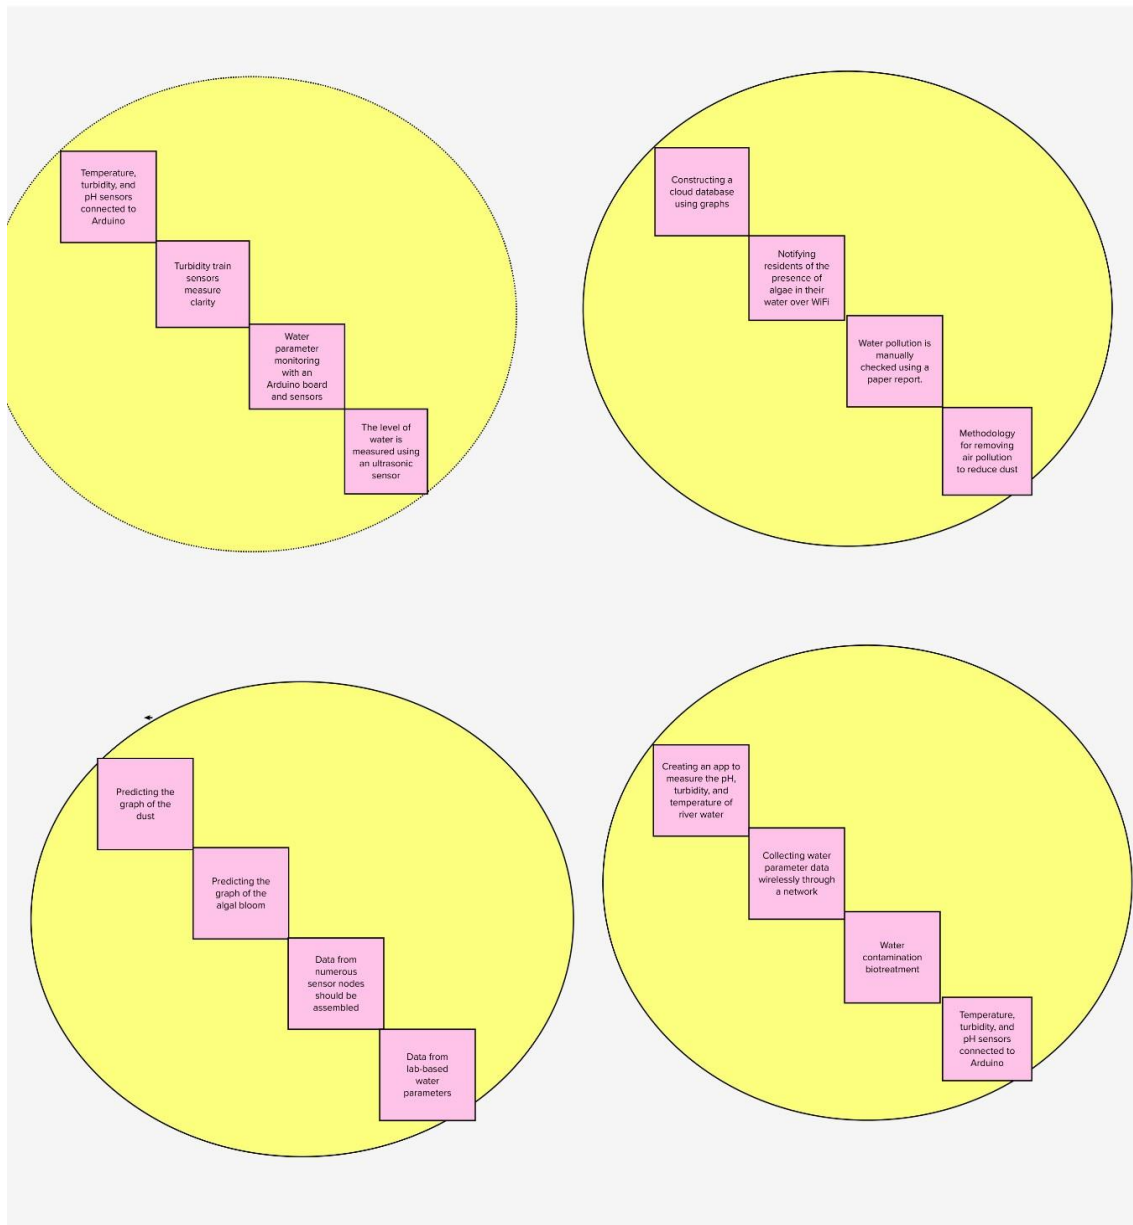 Temperature,
turbidity, and
pH sensors
connected to
Arduino
Turbidity train
sensors
measure
clarity
Water
parameter
monitoring
with an
Arduino board
and sensors
The level of
water is
measured using
an ultrasonic
sensor
Constructing a
cloud database
using graphs
Notifying
residents of the
presence of
algae in their
water over WiFi
Water pollution is
manually
checked using a
paper report.
Methodology
for removing
air pollution
to reduce dust
Predicting the
graph of the
dust
Predicting the
graph of the
algal bloom
Data from
numerous
sensor nodes
should be
assembled
Data from
lab-based
water
parameters
Creating an app to
measure the pH,
turbidity, and
temperature of
river water
Collecting water
parameter data
wirelessly through
a network
Water
contamination
biotreatment
Temperature,
turbidity, and
pH sensors
connected to
Arduino